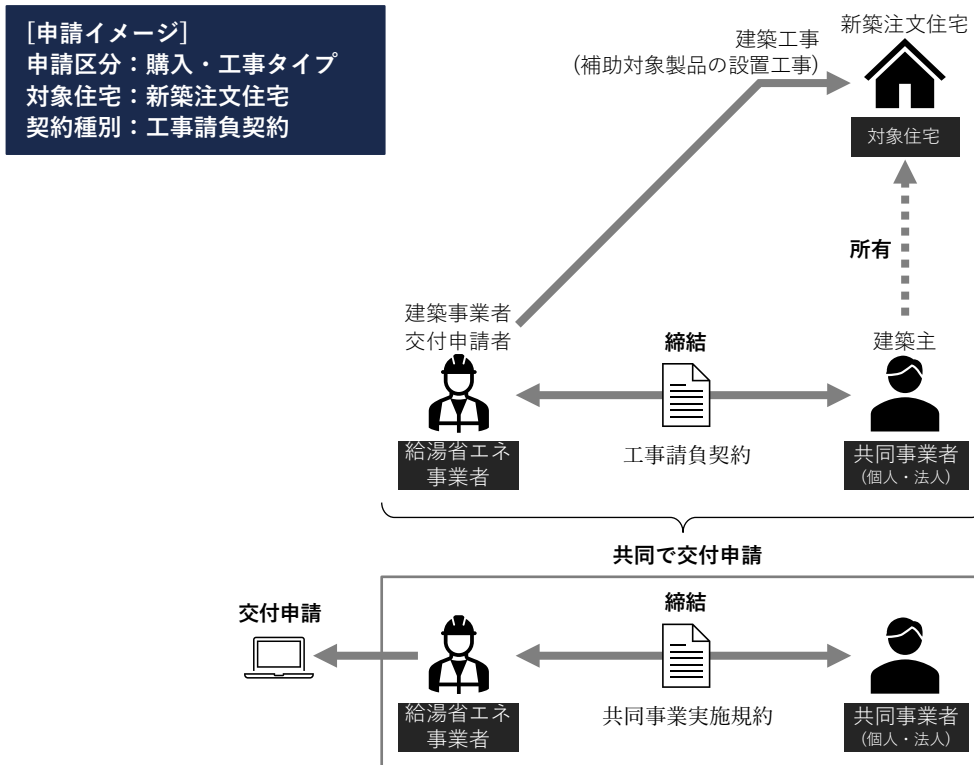 [申請イメージ]
申請区分：購入・工事タイプ
対象住宅：新築注文住宅
契約種別：工事請負契約
新築注文住宅
建築工事
(補助対象製品の設置工事)
対象住宅
所有
建築事業者
交付申請者
締結
建築主
給湯省エネ
事業者
工事請負契約
共同事業者
(個人・法人)
共同で交付申請
交付申請
締結
給湯省エネ
事業者
共同事業実施規約
共同事業者
(個人・法人)